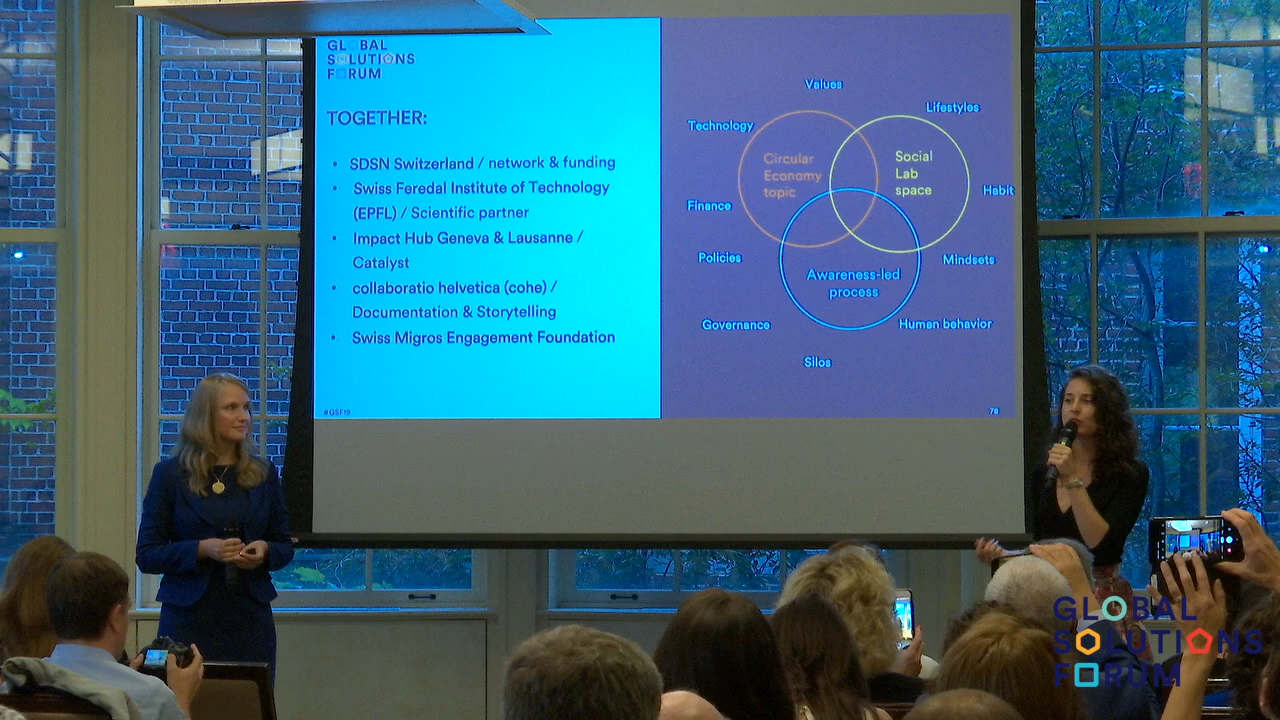 GLOBAL
SOLUTIONS
FORUM
TOGETHER:
• SDSN Switzerland / network & funding
• Swiss Feredal Institute of Technology
(EPFL) / Scientific partner
• Impact Hub Geneva & Lausanne /
Catalyst
• collaboratio helvetica (cohe) /
Documentation & Storytelling
• Swiss Migros Engagement Foundation
#GSF19
Values
Lifestyles
Technology
Circular
Economy
topic
Social
Lab
space
Habit
Finance
Policies
Mindsets
Awareness-led
process
Governance
Human behavior
Silos
76
GLOBAL
SOLUTIONS
FORUM